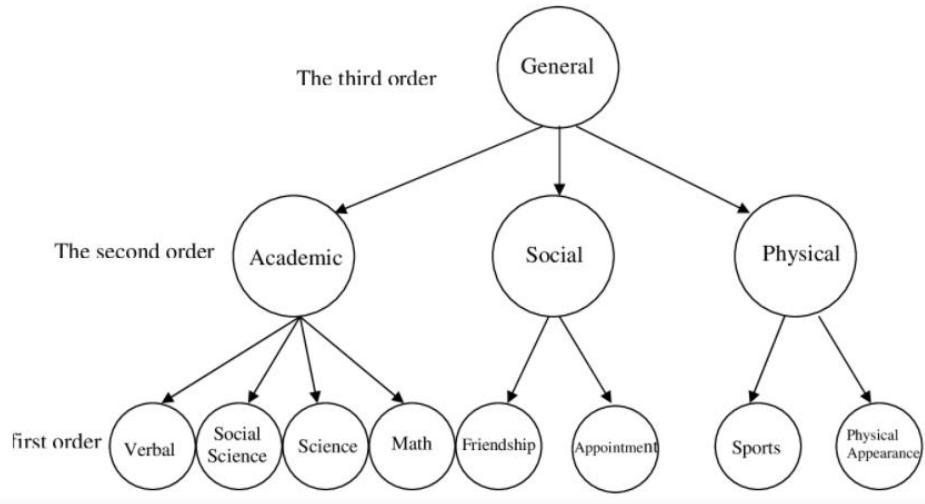 General
The third order
The second order
Academic
Social
Physical
first order
Verbal
Social
Science
Science
Math
Friendship
Appointment
Sports
Physical
Appearance